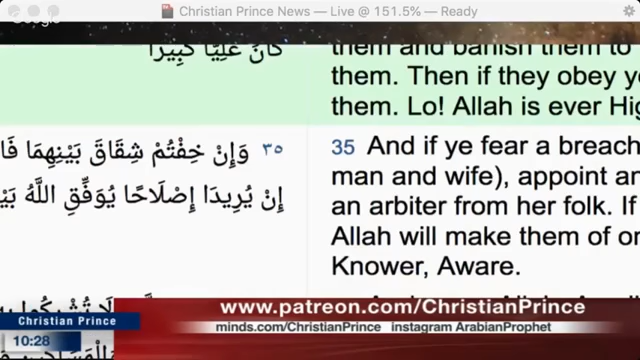 Christian Prince News — Live @ 151.5% — Ready
كَانَ عَلِيًّا كَبِيرًا
them and banish them to
them. Then if they obey y
them. Lo! Allah is ever Hig
٣٥ وَإِنْ خِفْتُمْ شِقَاقَ بَيْنِهِمَا فَا
إِنْ يُرِيدَا إِصْلَاحًا يُوَفِّقِ اللَّهُ بَيْ
35 And if ye fear a breach
man and wife), appoint an
an arbiter from her folk. If
Allah will make them of or
Knower, Aware.
لَا تُشْرِكُوا بِهِ
www.patreon.com/ChristianPrince
Christian Prince
minds.com/ChristianPrince instagram ArabianProphet
10:28